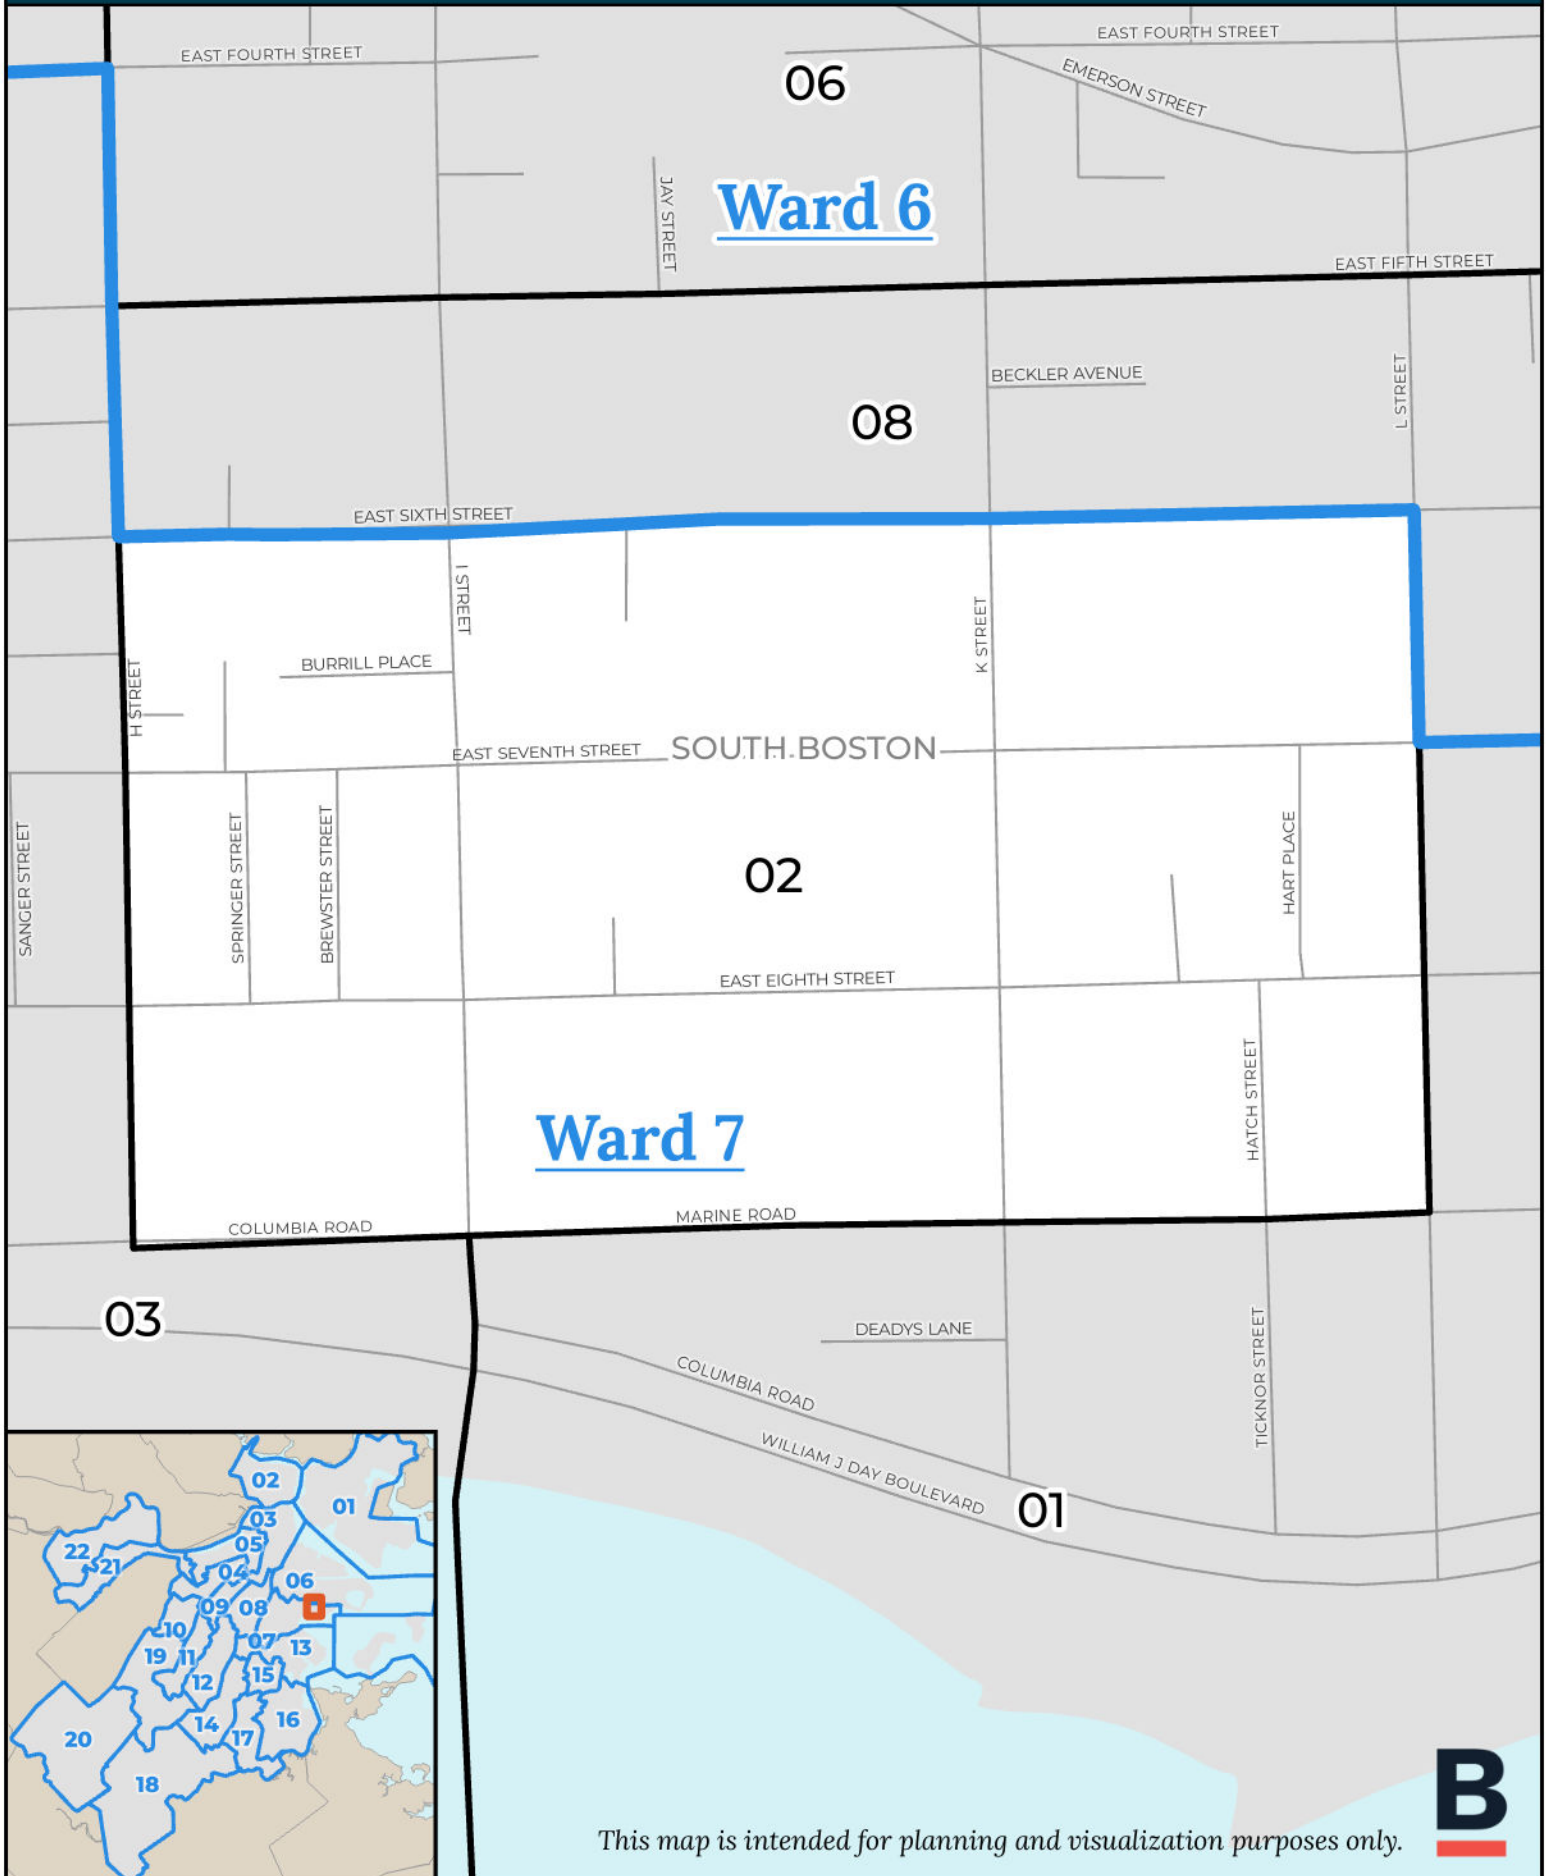 EAST FOURTH STREET
EAST FOURTH STREET
06
EMERSON STREET
JAY STREET
Ward 6
EAST FIFTH STREET
BECKLER AVENUE
L STREET
08
EAST SIXTH STREET
I STREET
K STREET
BURRILL PLACE
H STREET
EAST SEVENTH STREET
SOUTH BOSTON
SANGER STREET
SPRINGER STREET
BREWSTER STREET
02
HART PLACE
EAST EIGHTH STREET
HATCH STREET
Ward 7
MARINE ROAD
COLUMBIA ROAD
03
DEADYS LANE
COLUMBIA ROAD
TICKNOR STREET
WILLIAM J DAY BOULEVARD
01
02
01
03
05
22
21
04
06
09
08
10
07
13
19
11
12
15
14
16
17
20
18
This map is intended for planning and visualization purposes only.
B